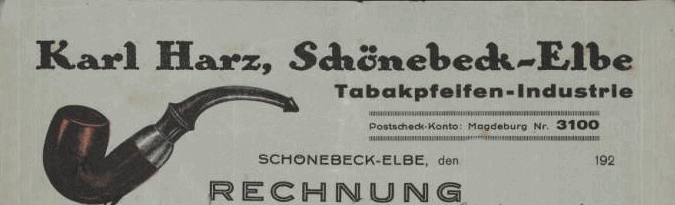 Karl Harz, Schönebeck-Elbe
Tabakpfeifen-Industrie
Postscheck-Konto: Magdeburg Nr. 3100
SCHÖNEBECK-ELBE, den 192
RECHNUNG